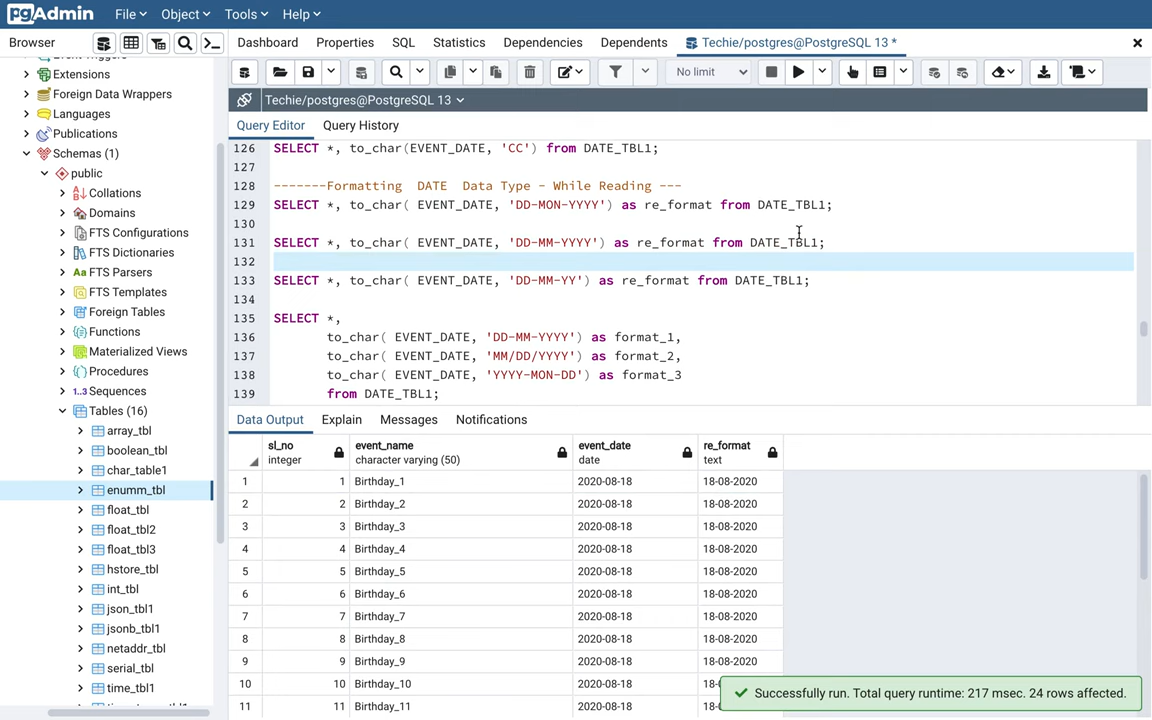 pgAdmin File Object Tools Help
Browser Dashboard Properties SQL Statistics Dependencies Dependents Techie/postgres@PostgreSQL 13 *
No limit
Extensions
Foreign Data Wrappers
Languages
Publications
Schemas (1)
public
Collations
Domains
FTS Configurations
FTS Dictionaries
Aa FTS Parsers
FTS Templates
Foreign Tables
Functions
Materialized Views
Procedures
1..3 Sequences
Tables (16)
array_tbl
boolean_tbl
char_table1
enumm_tbl
float_tbl
float_tbl2
float_tbl3
hstore_tbl
int_tbl
json_tbl1
jsonb_tbl1
netaddr_tbl
serial_tbl
time_tbl1
Techie/postgres@PostgreSQL 13
Query Editor Query History
126 SELECT *, to_char(EVENT_DATE, 'CC') from DATE_TBL1;
127
128 -------Formatting  DATE  Data Type - While Reading ---
129 SELECT *, to_char( EVENT_DATE, 'DD-MON-YYYY') as re_format from DATE_TBL1;
130
131 SELECT *, to_char( EVENT_DATE, 'DD-MM-YYYY') as re_format from DATE_TBL1;
132
133 SELECT *, to_char( EVENT_DATE, 'DD-MM-YY') as re_format from DATE_TBL1;
134
135 SELECT *,
136 to_char( EVENT_DATE, 'DD-MM-YYYY') as format_1,
137 to_char( EVENT_DATE, 'MM/DD/YYYY') as format_2,
138 to_char( EVENT_DATE, 'YYYY-MON-DD') as format_3
139 from DATE_TBL1;
Data Output Explain Messages Notifications
sl_no event_name event_date re_format
integer character varying (50) date text
1 1 Birthday_1 2020-08-18 18-08-2020
2 2 Birthday_2 2020-08-18 18-08-2020
3 3 Birthday_3 2020-08-18 18-08-2020
4 4 Birthday_4 2020-08-18 18-08-2020
5 5 Birthday_5 2020-08-18 18-08-2020
6 6 Birthday_6 2020-08-18 18-08-2020
7 7 Birthday_7 2020-08-18 18-08-2020
8 8 Birthday_8 2020-08-18 18-08-2020
9 9 Birthday_9 2020-08-18 18-08-2020
10 10 Birthday_10 2020-08-18
11 11 Birthday_11 2020-08-18
Successfully run. Total query runtime: 217 msec. 24 rows affected.